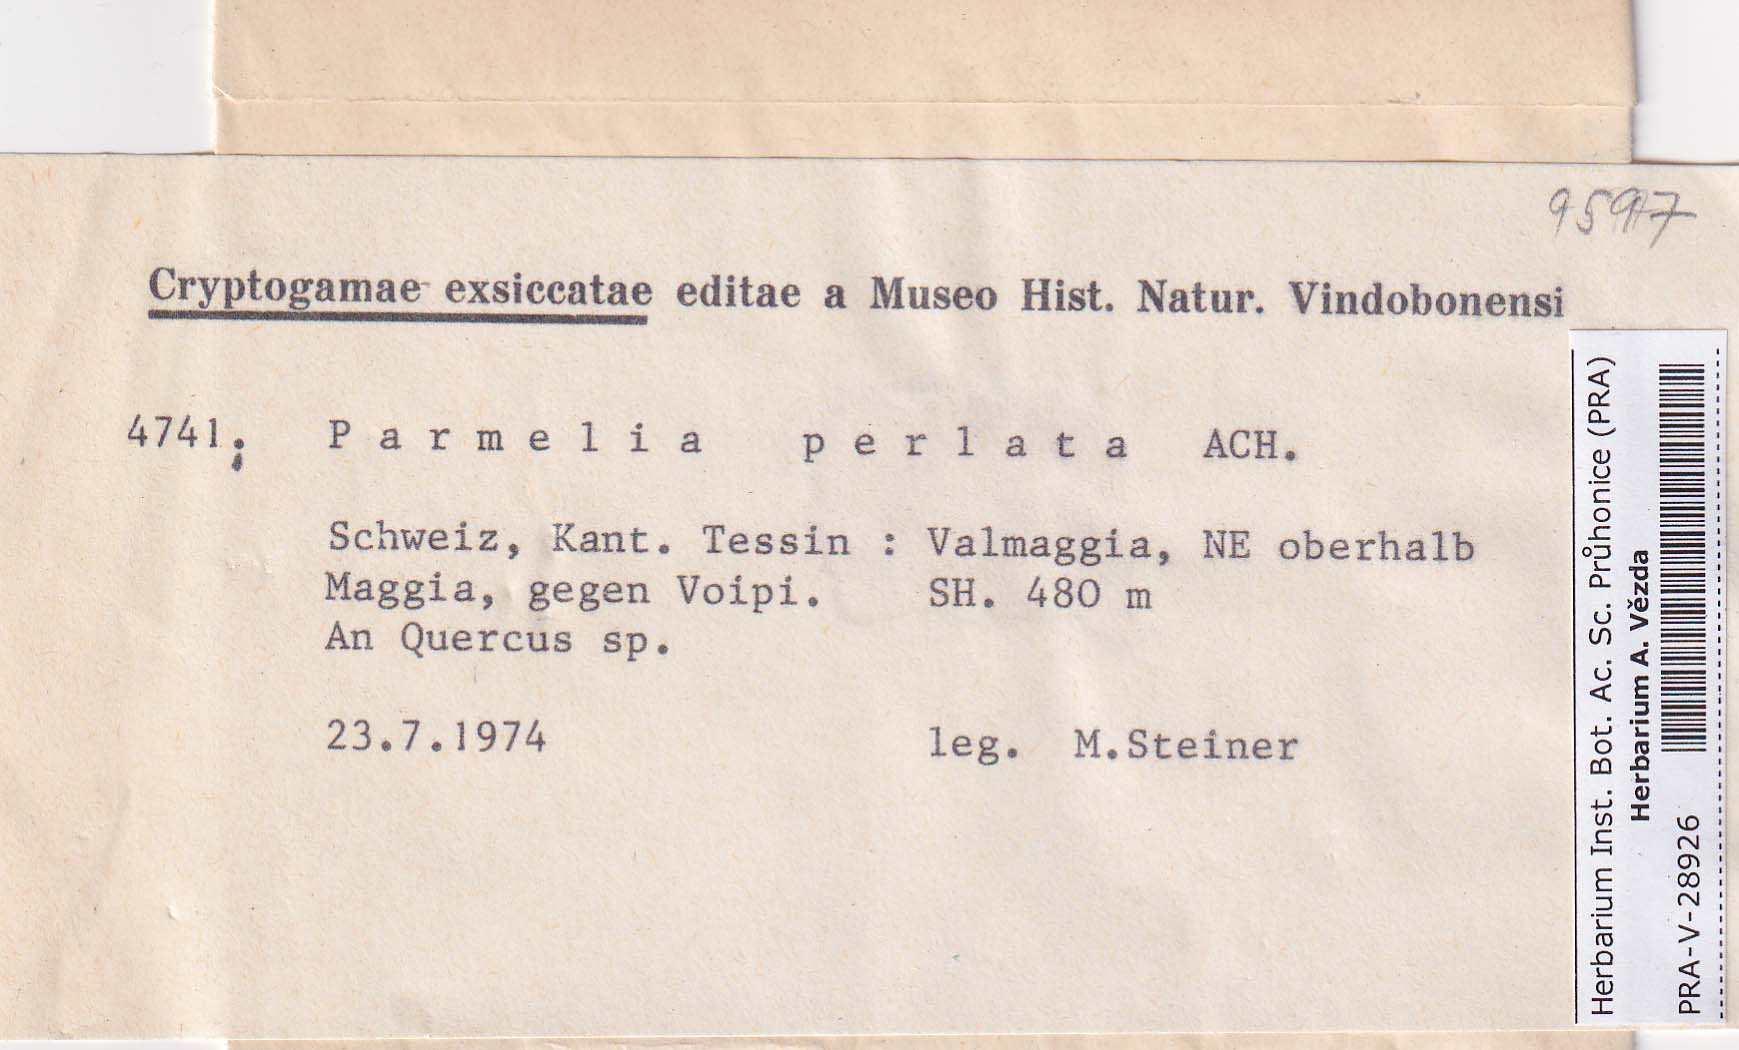 9597
Cryptogamae exsiccatae editae a Museo Hist. Natur. Vindobonensi
4741; Parmelia perlata ACH.
Schweiz, Kant. Tessin : Valmaggia, NE oberhalb
Maggia, gegen Voipi. SH. 480 m
An Quercus sp.
23.7.1974 leg. M.Steiner
Herbarium Inst. Bot. Ac. Sc. Průhonice (PRA)
Herbarium A. Vězda
PRA-V-28926